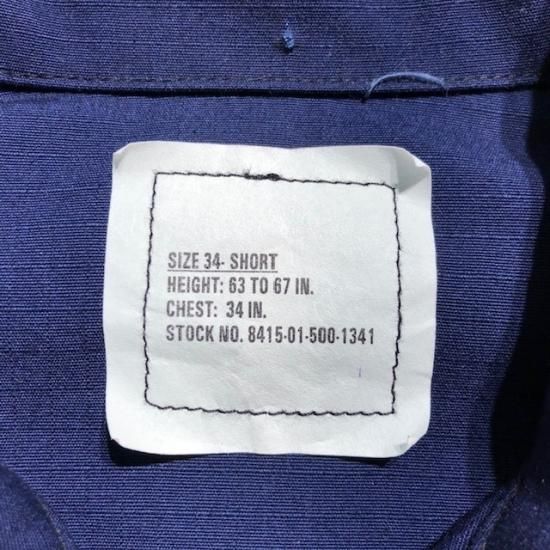 SIZE 34- SHORT
HEIGHT: 63 TO 67 IN.
CHEST: 34 IN.
STOCK NO. 8415-01-500-1341